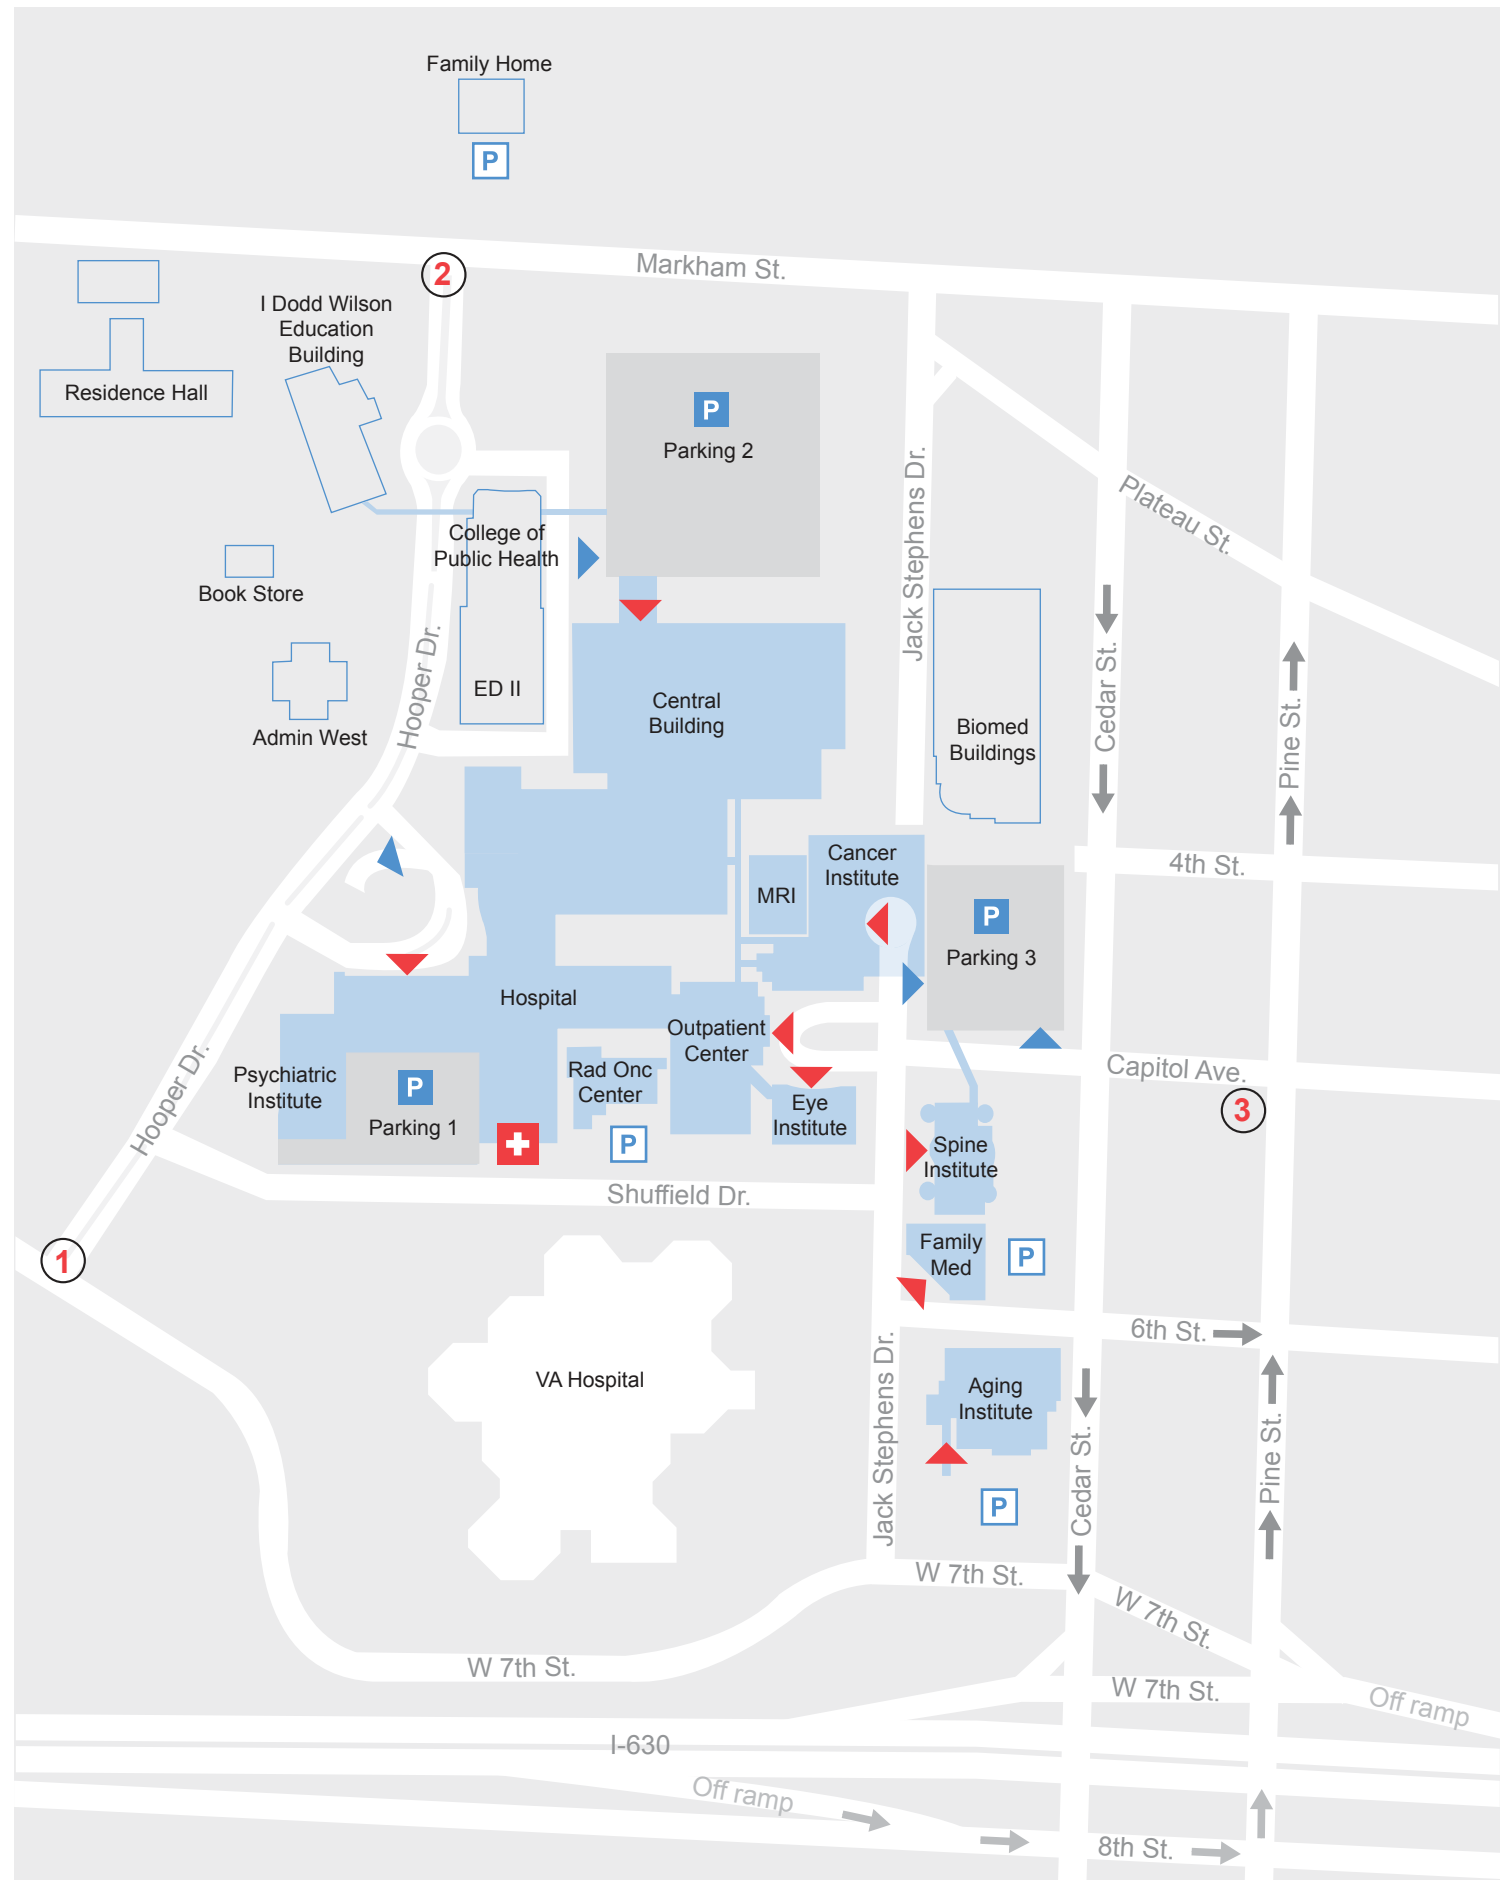 Family Home
P
Markham St.
2
I Dodd Wilson
Education
Building
Residence Hall
P
Parking 2
Jack Stephens Dr.
Plateau St.
College of
Public Health
Book Store
Hooper Dr.
Admin West
ED II
Central
Building
Biomed
Buildings
Cedar St.
Pine St.
4th St.
Cancer
Institute
MRI
P
Parking 3
Hospital
Outpatient
Center
Capitol Ave.
3
Hooper Dr.
Psychiatric
Institute
P
Parking 1
Rad Onc
Center
P
Eye
Institute
Spine
Institute
Shuffield Dr.
1
Family
Med
P
6th St.
VA Hospital
Jack Stephens Dr.
Aging
Institute
P
Cedar St.
Pine St.
W 7th St.
W 7th St.
W 7th St.
W 7th St.
Off ramp
I-630
Off ramp
8th St.